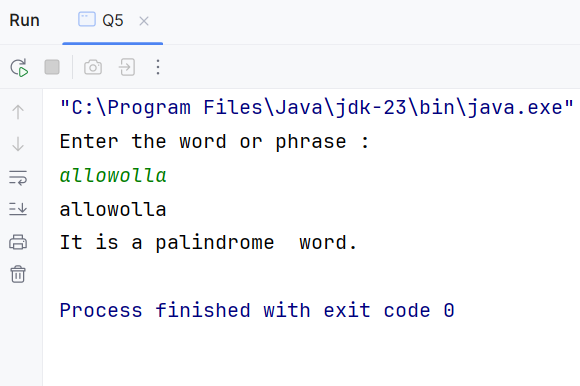 Run Q5
"C:\Program Files\Java\jdk-23\bin\java.exe"
Enter the word or phrase :
allowolla
allowolla
It is a palindrome  word.
Process finished with exit code 0